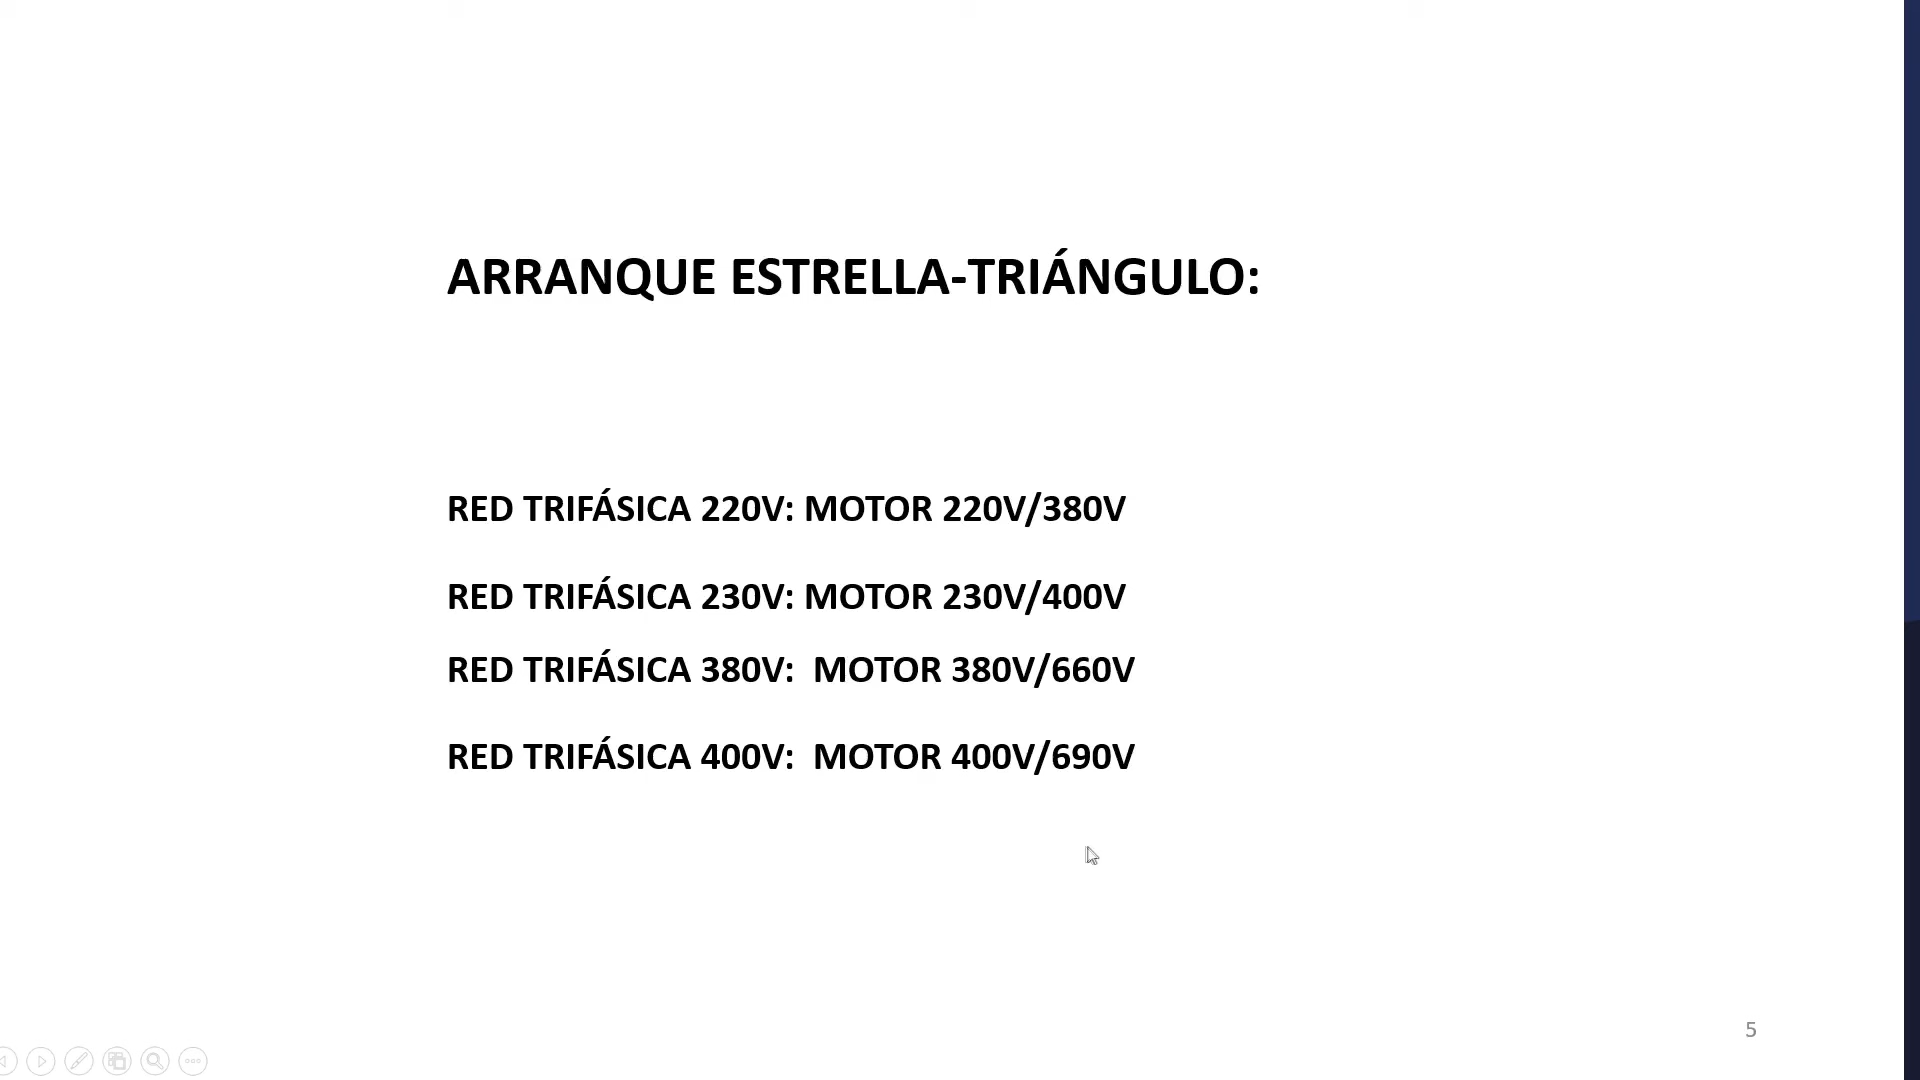 ARRANQUE ESTRELLA-TRIÁNGULO:
RED TRIFÁSICA 220V: MOTOR 220V/380V
RED TRIFÁSICA 230V: MOTOR 230V/400V
RED TRIFÁSICA 380V:  MOTOR 380V/660V
RED TRIFÁSICA 400V:  MOTOR 400V/690V
5